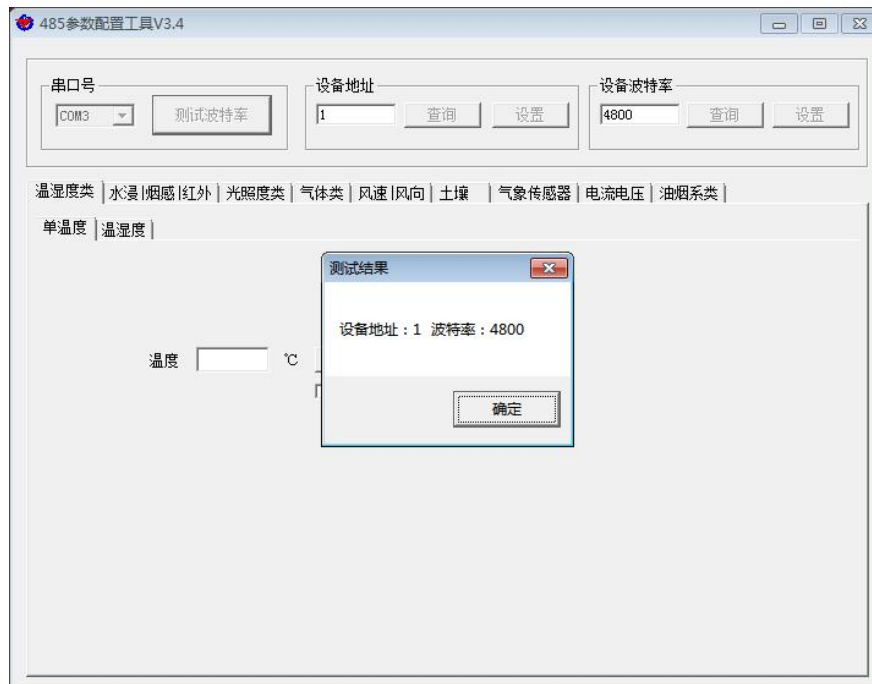 485参数配置工具V3.4
串口号 设备地址 设备波特率
COM3 测试波特率 1 查询 设置 4800 查询 设置
温湿度类 水浸|烟感|红外 光照度类 气体类 风速|风向 土壤 气象传感器 电流电压 油烟系类
单温度 温湿度
测试结果
设备地址：1 波特率：4800
温度 ℃
确定